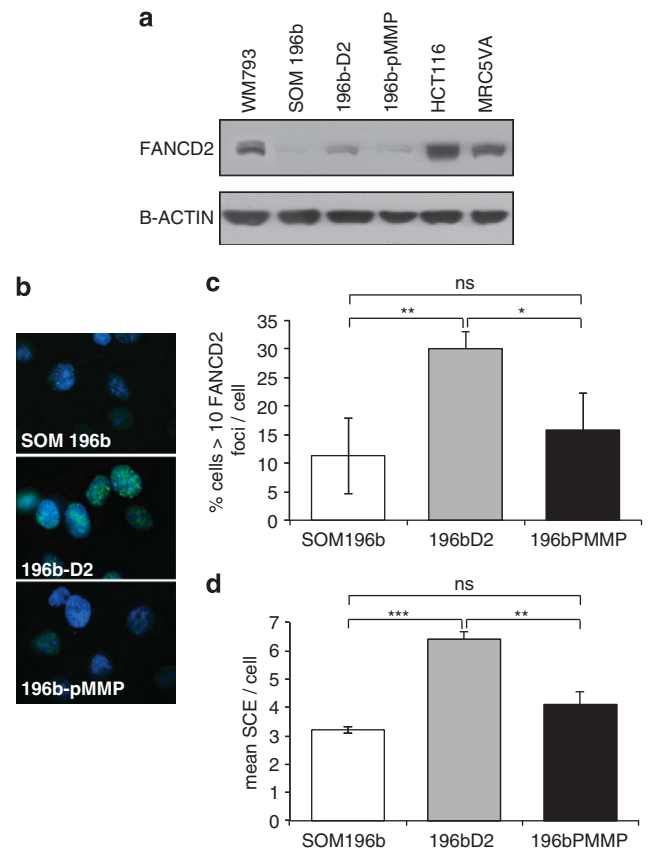 a
WM793
SOM 196b
196b-D2
196b-pMMP
HCT116
MRC5VA
FANCD2
B-ACTIN
b
SOM 196b
196b-D2
196b-pMMP
c
ns
** *
% cells > 10 FANCD2
foci / cell
35
30
25
20
15
10
5
0
SOM196b 196bD2 196bPMMP
d
ns
*** **
mean SCE / cell
7
6
5
4
3
2
1
0
SOM196b 196bD2 196bPMMP